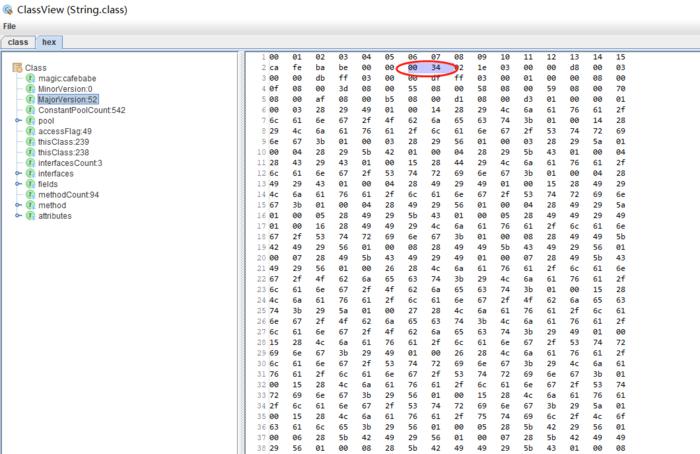 ClassView (String.class)
File
class hex
Class
magic:cafebabe
MinorVersion:0
MajorVersion:52
ConstantPoolCount:542
pool
accessFlag:49
thisClass:239
thisClass:238
interfacesCount:3
interfaces
fields
methodCount:94
method
attributes
1 00 01 02 03 04 05 06 07 08 09 10 11 12 13 14 15
2 ca fe ba be 00 00 00 34 02 1e 03 00 00 d8 00 03
3 00 00 db ff 03 00 00 df ff 03 00 01 00 00 08 00
4 0f 08 00 3d 08 00 55 08 00 58 08 00 59 08 00 70
5 08 00 af 08 00 b5 08 00 d1 08 00 d3 01 00 00 01
6 00 03 28 29 49 01 00 14 28 29 4c 6a 61 76 61 2f
7 6c 61 6e 67 2f 4f 62 6a 65 63 74 3b 01 00 14 28
8 29 4c 6a 61 76 61 2f 6c 61 6e 67 2f 53 74 72 69
9 6e 67 3b 01 00 03 28 29 56 01 00 03 28 29 5a 01
10 00 04 28 29 5b 42 01 00 04 28 29 5b 43 01 00 04
11 28 43 29 43 01 00 15 28 44 29 4c 6a 61 76 61 2f
12 6c 61 6e 67 2f 53 74 72 69 6e 67 3b 01 00 04 28
13 49 29 43 01 00 04 28 49 29 49 01 00 15 28 49 29
14 4c 6a 61 76 61 2f 6c 61 6e 67 2f 53 74 72 69 6e
15 67 3b 01 00 04 28 49 29 56 01 00 04 28 49 29 5a
16 01 00 05 28 49 29 5b 43 01 00 05 28 49 49 29 49
17 01 00 16 28 49 49 29 4c 6a 61 76 61 2f 6c 61 6e
18 67 2f 53 74 72 69 6e 67 3b 01 00 08 28 49 49 5b
19 42 49 29 56 01 00 08 28 49 49 5b 43 49 29 56 01
20 00 07 28 49 5b 43 49 29 49 01 00 07 28 49 5b 43
21 49 29 56 01 00 26 28 4c 6a 61 76 61 2f 6c 61 6e
22 67 2f 4f 62 6a 65 63 74 3b 29 4c 6a 61 76 61 2f
23 6c 61 6e 67 2f 4f 62 6a 65 63 74 3b 01 00 15 28
24 4c 6a 61 76 61 2f 6c 61 6e 67 2f 4f 62 6a 65 63
25 74 3b 29 5a 01 00 27 28 4c 6a 61 76 61 2f 6c 61
26 6e 67 2f 4f 62 6a 65 63 74 3b 4c 6a 61 76 61 2f
27 6c 61 6e 67 2f 4f 62 6a 65 63 74 3b 29 49 01 00
28 15 28 4c 6a 61 76 61 2f 6c 61 6e 67 2f 53 74 72
29 69 6e 67 3b 29 49 01 00 26 28 4c 6a 61 76 61 2f
30 6c 61 6e 67 2f 53 74 72 69 6e 67 3b 29 4c 6a 61
31 76 61 2f 6c 61 6e 67 2f 53 74 72 69 6e 67 3b 01
32 00 15 28 4c 6a 61 76 61 2f 6c 61 6e 67 2f 53 74
33 72 69 6e 67 3b 29 56 01 00 15 28 4c 6a 61 76 61
34 2f 6c 61 6e 67 2f 53 74 72 69 6e 67 3b 29 5a 01
35 00 15 28 4c 6a 61 76 61 2f 75 74 69 6c 2f 4c 6f
36 63 61 6c 65 3b 29 56 01 00 05 28 5b 42 29 56 01
37 00 06 28 5b 42 49 29 56 01 00 07 28 5b 42 49 49
38 29 56 01 00 08 28 5b 42 49 49 29 5b 43 01 00 08